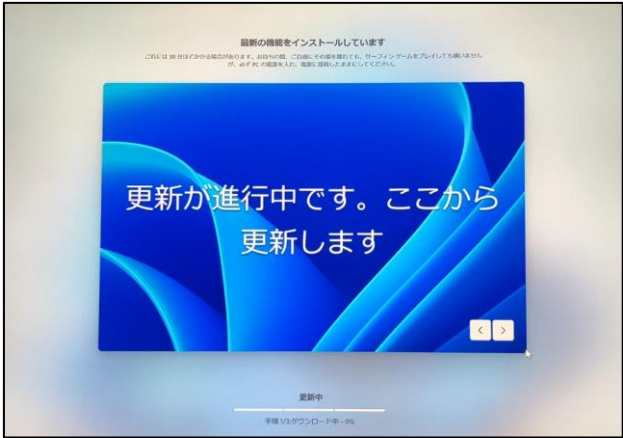 最新の機能をインストールしています
これには 30 分ほどかかる場合があります。お待ちの間、ご自由にその場を離れても、サーフィン ゲームをプレイしても構いません
が、必ず PC の電源を入れ、電源に接続したままにしてください。
更新が進行中です。ここから
更新します
更新中
手順 1/3:ダウンロード中 - 0%